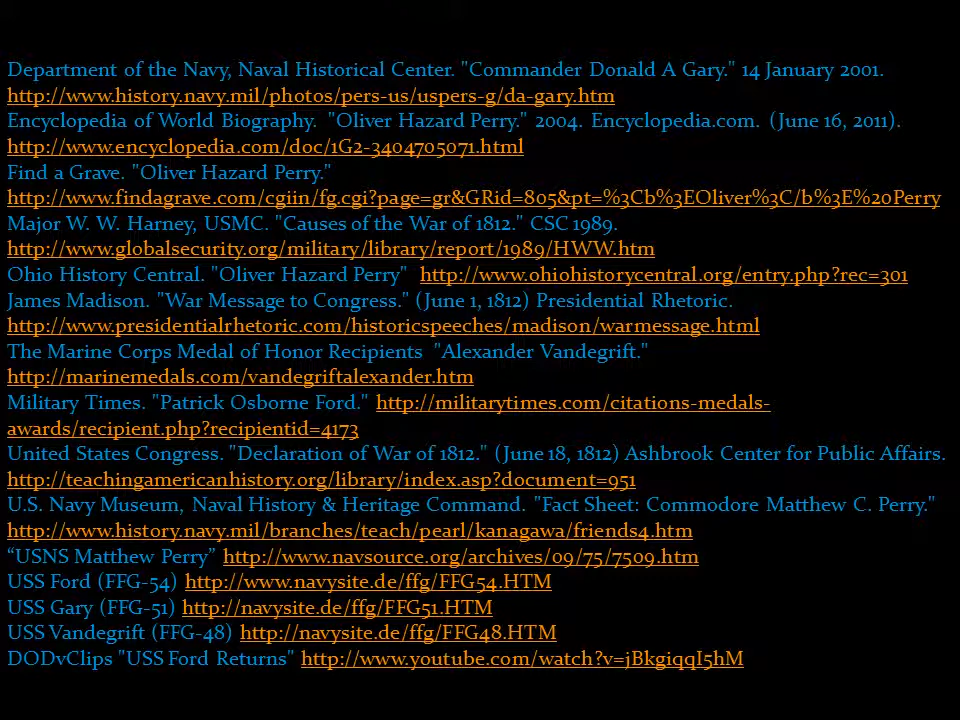 Department of the Navy, Naval Historical Center. "Commander Donald A Gary." 14 January 2001.
http://www.history.navy.mil/photos/pers-us/uspers-g/da-gary.htm
Encyclopedia of World Biography. "Oliver Hazard Perry." 2004. Encyclopedia.com. (June 16, 2011).
http://www.encyclopedia.com/doc/1G2-3404705071.html
Find a Grave. "Oliver Hazard Perry."
http://www.findagrave.com/cgiin/fg.cgi?page=gr&GRid=805&pt=%3Cb%3EOliver%3C/b%3E%20Perry
Major W. W. Harney, USMC. "Causes of the War of 1812." CSC 1989.
http://www.globalsecurity.org/military/library/report/1989/HWW.htm
Ohio History Central. "Oliver Hazard Perry" http://www.ohiohistorycentral.org/entry.php?rec=301
James Madison. "War Message to Congress." (June 1, 1812) Presidential Rhetoric.
http://www.presidentialrhetoric.com/historicspeeches/madison/warmessage.html
The Marine Corps Medal of Honor Recipients "Alexander Vandegrift."
http://marinemedals.com/vandegriftalexander.htm
Military Times. "Patrick Osborne Ford." http://militarytimes.com/citations-medals-
awards/recipient.php?recipientid=4173
United States Congress. "Declaration of War of 1812." (June 18, 1812) Ashbrook Center for Public Affairs.
http://teachingamericanhistory.org/library/index.asp?document=951
U.S. Navy Museum, Naval History & Heritage Command. "Fact Sheet: Commodore Matthew C. Perry."
http://www.history.navy.mil/branches/teach/pearl/kanagawa/friends4.htm
“USNS Matthew Perry” http://www.navsource.org/archives/09/75/7509.htm
USS Ford (FFG-54) http://www.navysite.de/ffg/FFG54.HTM
USS Gary (FFG-51) http://navysite.de/ffg/FFG51.HTM
USS Vandegrift (FFG-48) http://navysite.de/ffg/FFG48.HTM
DODvClips "USS Ford Returns" http://www.youtube.com/watch?v=jBkgiqqI5hM